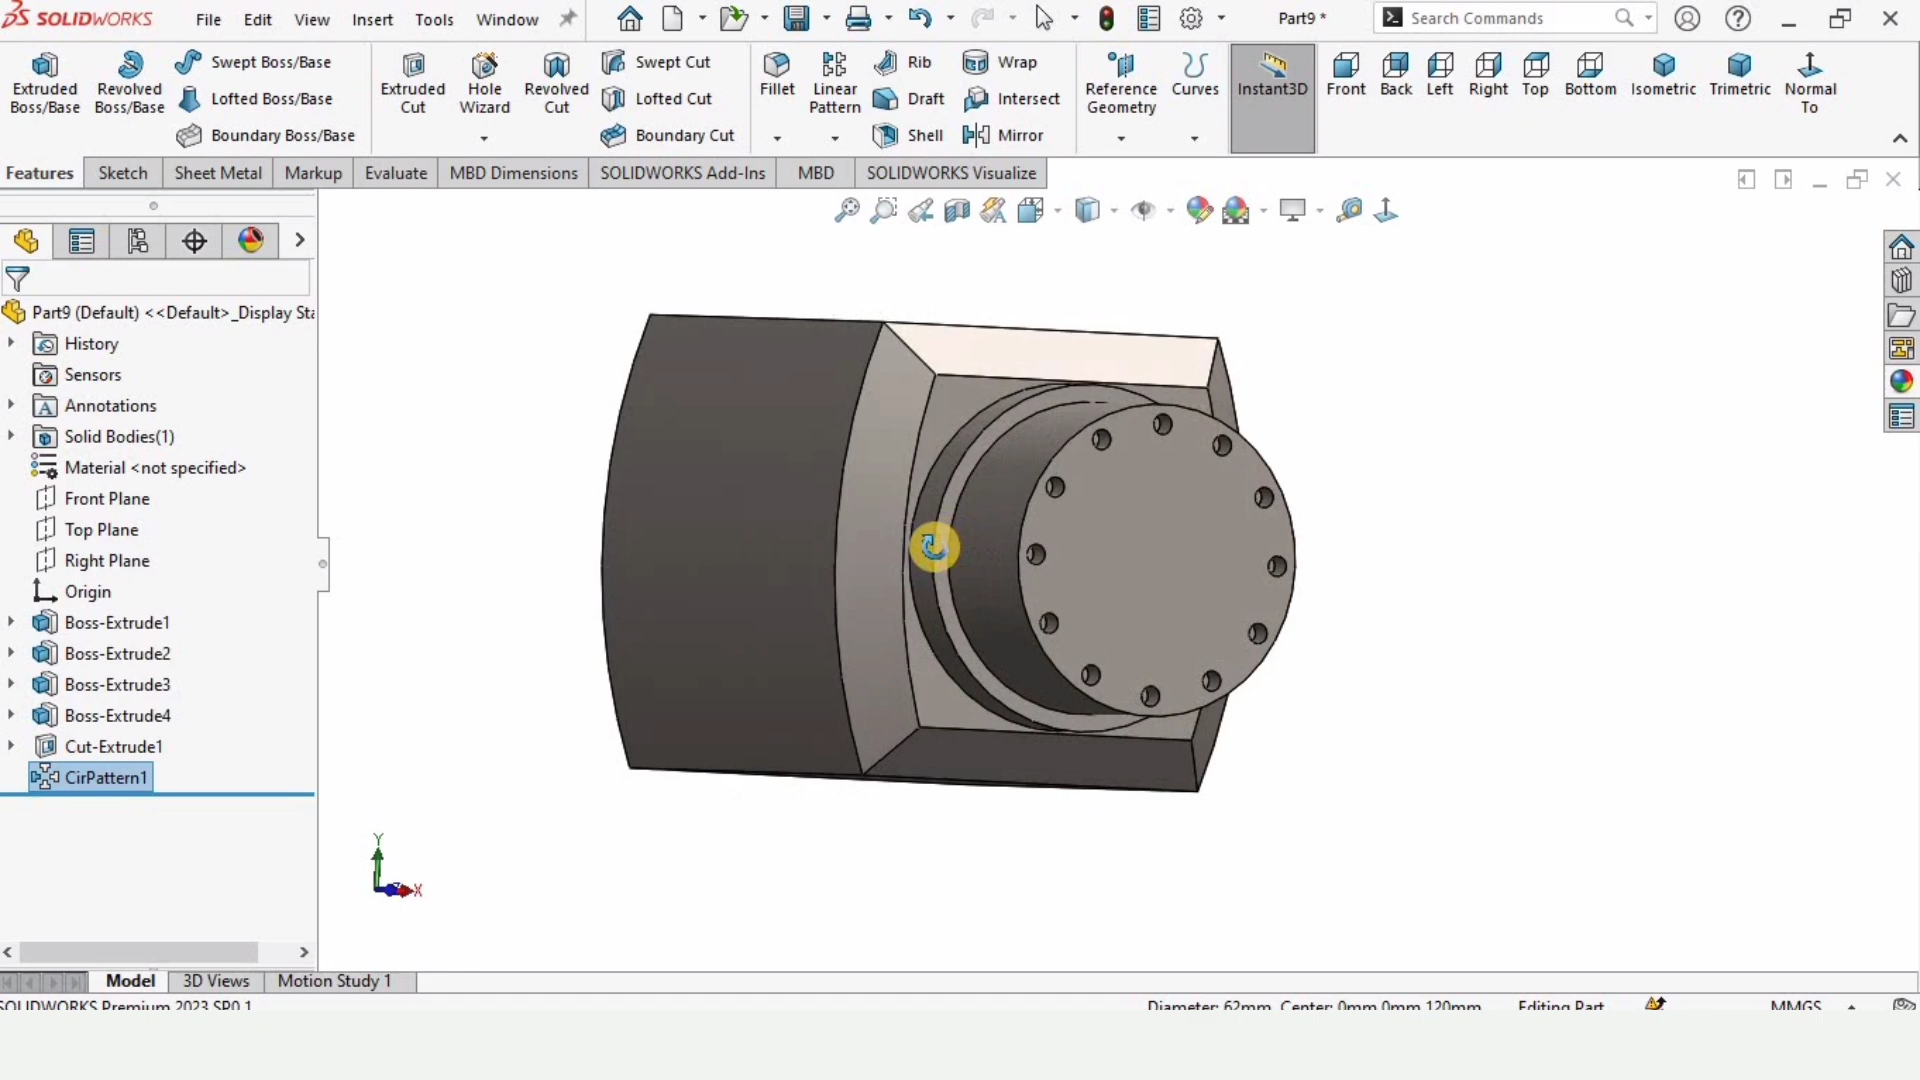 SOLIDWORKS File Edit View Insert Tools Window Part9 * Search Commands
Extruded Boss/Base
Revolved Boss/Base
Swept Boss/Base
Lofted Boss/Base
Boundary Boss/Base
Extruded Cut
Hole Wizard
Revolved Cut
Swept Cut
Lofted Cut
Boundary Cut
Fillet
Linear Pattern
Rib
Draft
Shell
Wrap
Intersect
Mirror
Reference Geometry
Curves
Instant3D
Front
Back
Left
Right
Top
Bottom
Isometric
Trimetric
Normal To
Features Sketch Sheet Metal Markup Evaluate MBD Dimensions SOLIDWORKS Add-Ins MBD SOLIDWORKS Visualize
Part9 (Default) <<Default>_Display Sta
History
Sensors
Annotations
Solid Bodies(1)
Material <not specified>
Front Plane
Top Plane
Right Plane
Origin
Boss-Extrude1
Boss-Extrude2
Boss-Extrude3
Boss-Extrude4
Cut-Extrude1
CirPattern1
Y
X
Model 3D Views Motion Study 1
SOLIDWORKS Premium 2023 SP0.1 Diameter: 62mm Center: 0mm,0mm,120mm Editing Part MMGS